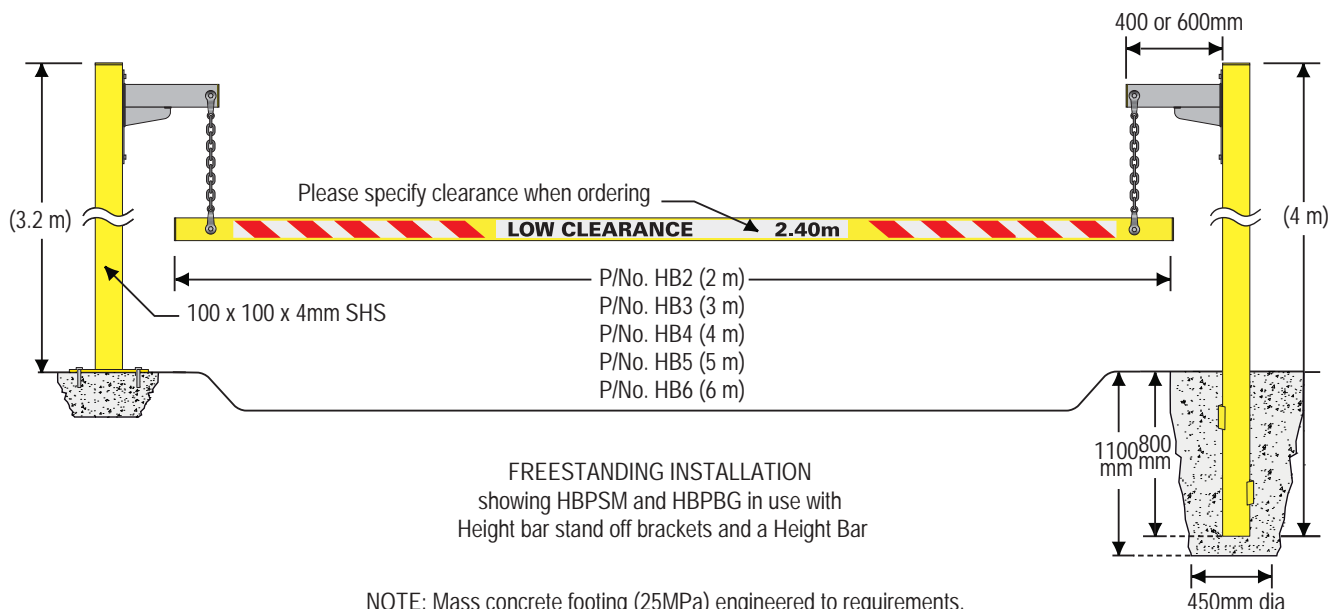 400 or 600mm
(3.2 m)
Please specify clearance when ordering
(4 m)
LOW CLEARANCE 2.40m
P/No. HB2 (2 m)
100 x 100 x 4mm SHS
P/No. HB3 (3 m)
P/No. HB4 (4 m)
P/No. HB5 (5 m)
P/No. HB6 (6 m)
1100 mm
800 mm
FREESTANDING INSTALLATION
showing HBPSM and HBPBG in use with
Height bar stand off brackets and a Height Bar
NOTE: Mass concrete footing (25MPa) engineered to requirements.
450mm dia